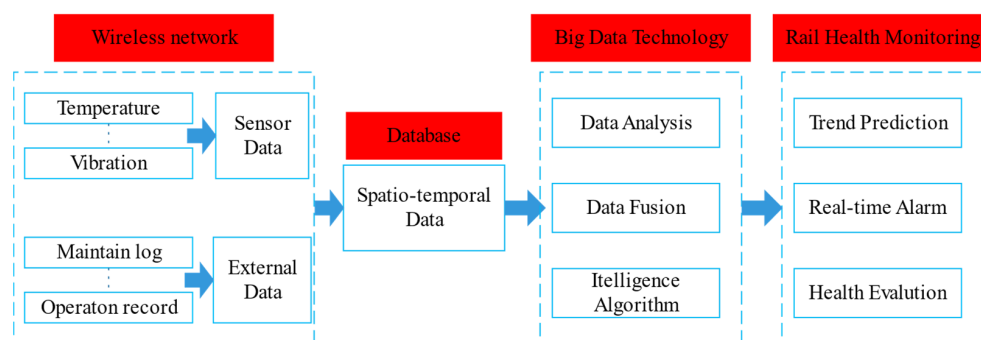 Wireless network
Temperature
Vibration
Sensor
Data
Maintain log
Operaton record
External
Data
Database
Spatio-temporal
Data
Big Data Technology
Data Analysis
Data Fusion
Itelligence
Algorithm
Rail Health Monitoring
Trend Prediction
Real-time Alarm
Health Evalution